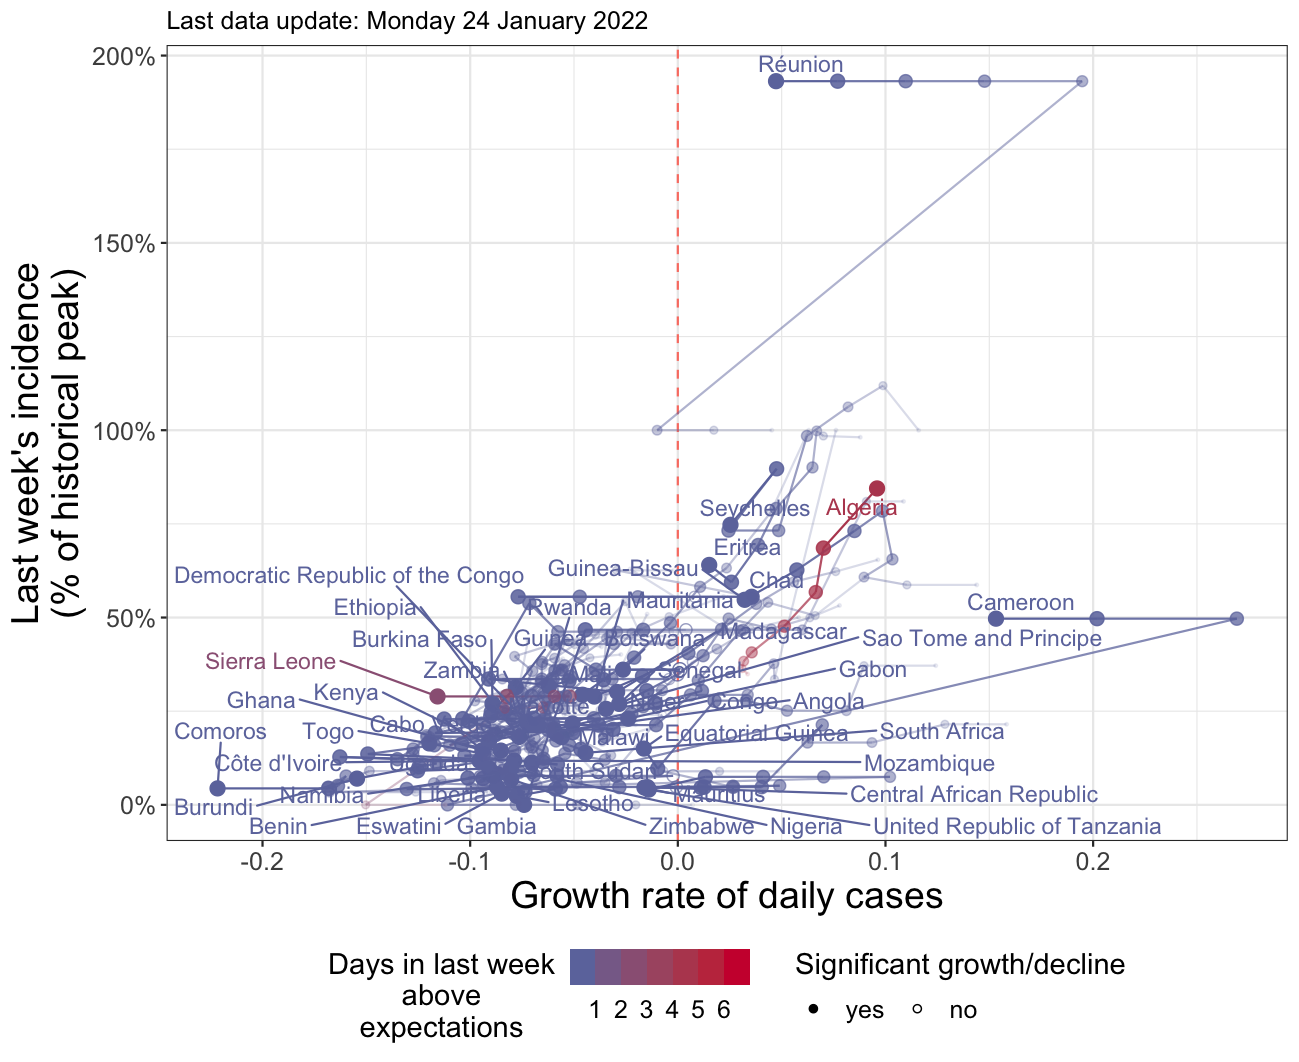 Last data update: Monday 24 January 2022
200%
150%
100%
50%
0%
Last week's incidence
(% of historical peak)
Réunion
Seychelles
Algeria
Eritrea
Guinea-Bissau
Chad
Democratic Republic of the Congo
Cameroon
Ethiopia
Rwanda
Mauritania
Burkina Faso
Guinea
Botswana
Madagascar
Sao Tome and Principe
Sierra Leone
Zambia
Mali
Senegal
Gabon
Ghana
Kenya
Niger
Congo
Angola
Comoros
Togo
Cabo
Malawi
Equatorial Guinea
South Africa
Côte d'Ivoire
Uganda
South Sudan
Mozambique
Burundi
Namibia
Liberia
Lesotho
Mauritius
Central African Republic
Benin
Eswatini
Gambia
Zimbabwe
Nigeria
United Republic of Tanzania
-0.2
-0.1
0.0
0.1
0.2
Growth rate of daily cases
Days in last week
above
expectations
1 2 3 4 5 6
Significant growth/decline
yes
no